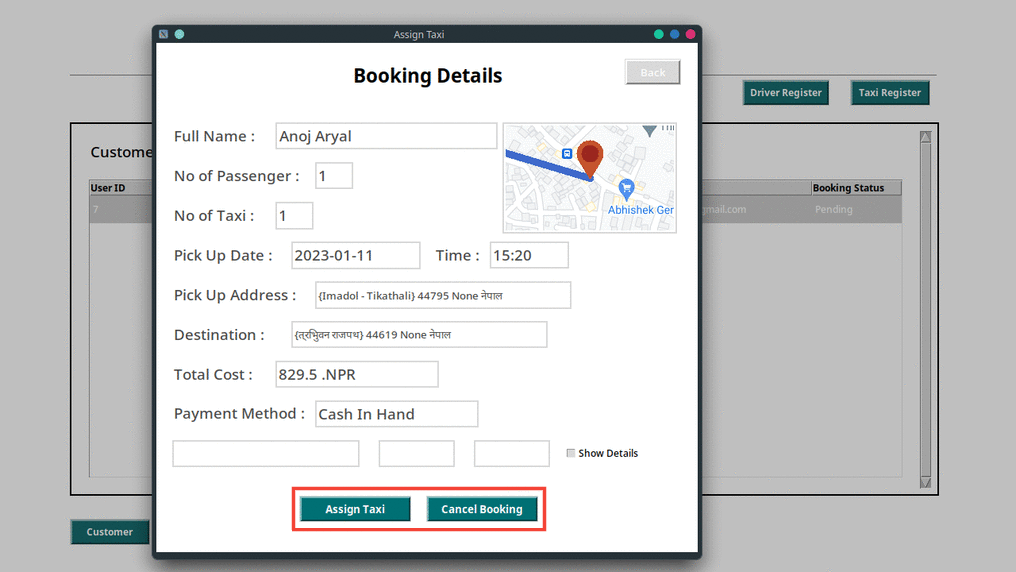 Assign Taxi
Booking Details
Back
Driver Register
Taxi Register
Full Name :
Anoj Aryal
Custome
No of Passenger :
1
User ID
Booking Status
7
gmail.com
Pending
No of Taxi :
1
Abhishek Ger
Pick Up Date :
2023-01-11
Time :
15:20
Pick Up Address :
{Imadol - Tikathali} 44795 None नेपाल
Destination :
{त्रिभुवन राजपथ} 44619 None नेपाल
Total Cost :
829.5 .NPR
Payment Method :
Cash In Hand
Show Details
Assign Taxi
Cancel Booking
Customer